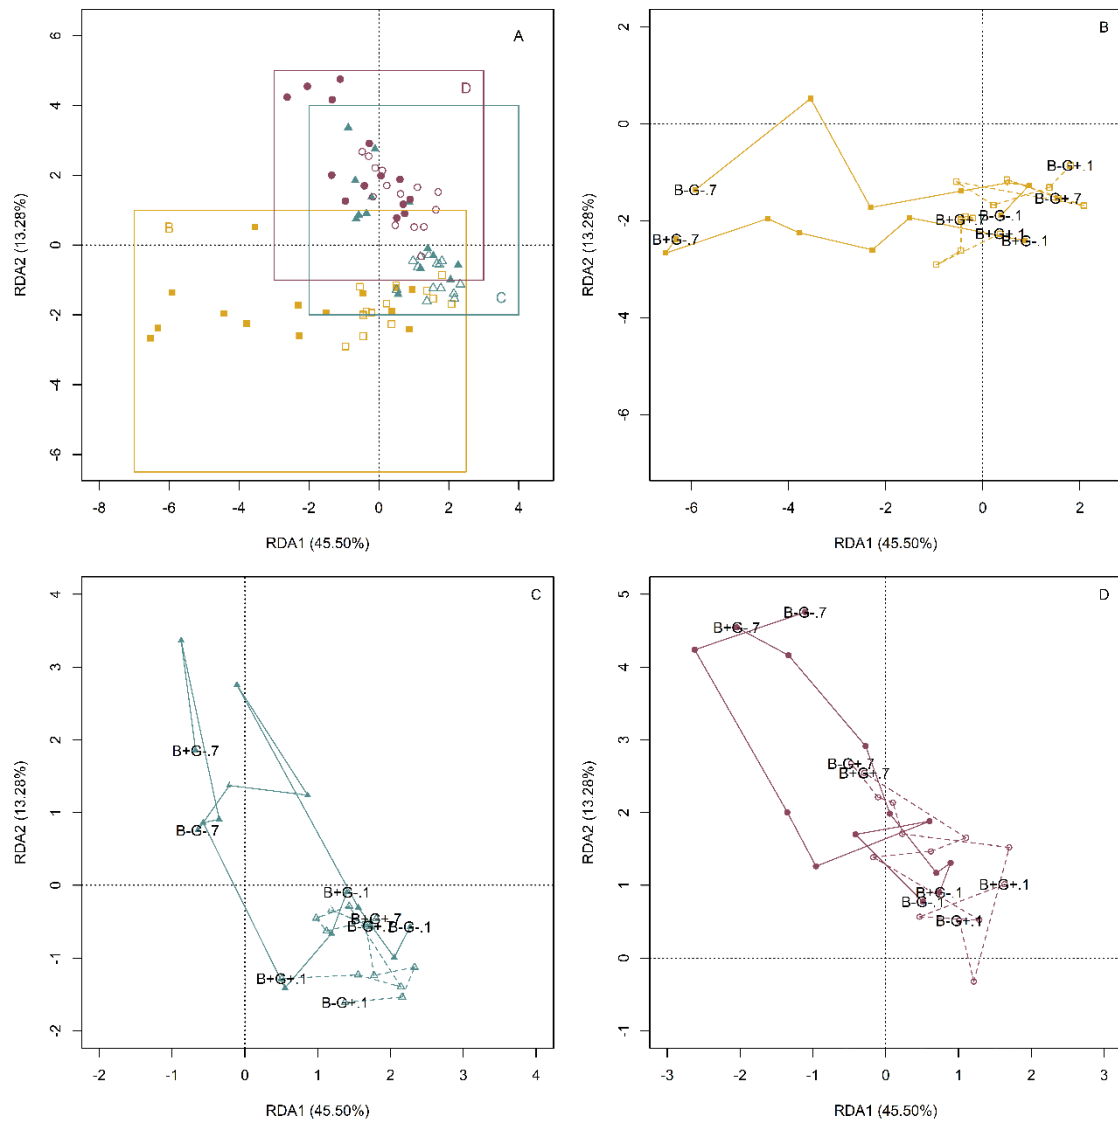 A
D
B
C
6
4
2
0
-2
-4
-6
RDA2 (13.28%)
-8 -6 -4 -2 0 2 4
RDA1 (45.50%)
B
B-G-.7
B+G-.7
B-G+.1
B-G+.7
B+G+.7
B-G-.1
B+G+.1
B+G-.1
2
0
-2
-4
-6
RDA2 (13.28%)
-6 -4 -2 0 2
RDA1 (45.50%)
C
B+G-.7
B-G-.7
B+G-.1
B+G+.7
B-G+.7
B-G-.1
B+G+.1
B-G+.1
4
3
2
1
0
-1
-2
RDA2 (13.28%)
-2 -1 0 1 2 3 4
RDA1 (45.50%)
D
B-G-.7
B+G-.7
B-G+.7
B+G+.7
B+G+.1
B+G-.1
B-G-.1
B-G+.1
5
4
3
2
1
0
-1
RDA2 (13.28%)
-3 -2 -1 0 1 2 3
RDA1 (45.50%)